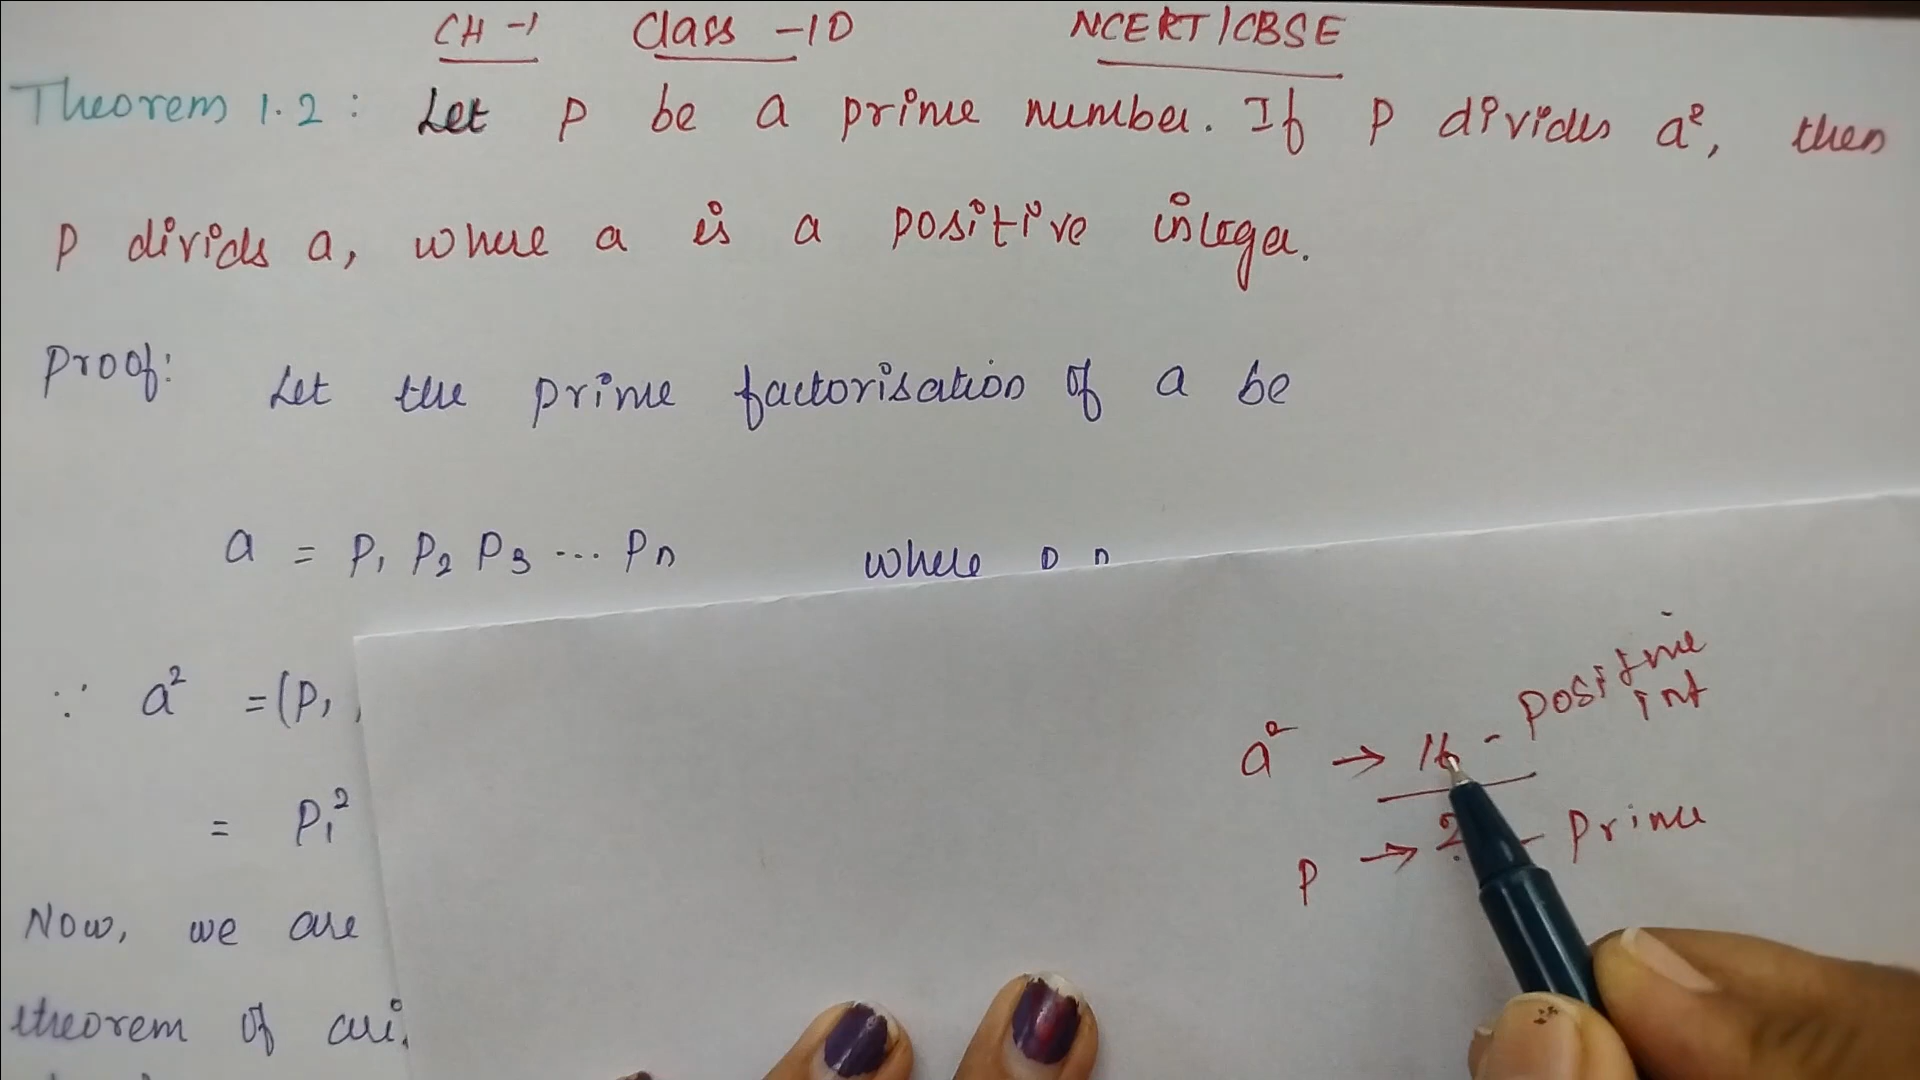 CH-1 Class-10 NCERT/CBSE
Theorem 1.2: Let p be a prime number. If p divides a², then
p divides a, where a is a positive integer.
Proof: Let the prime factorisation of a be
a = p₁ p₂ p₃ ... pn where
∵ a² = (p₁
= p₁²
Now, we are
theorem of ari
a² → 16 - positive
int
p → 2 - prime